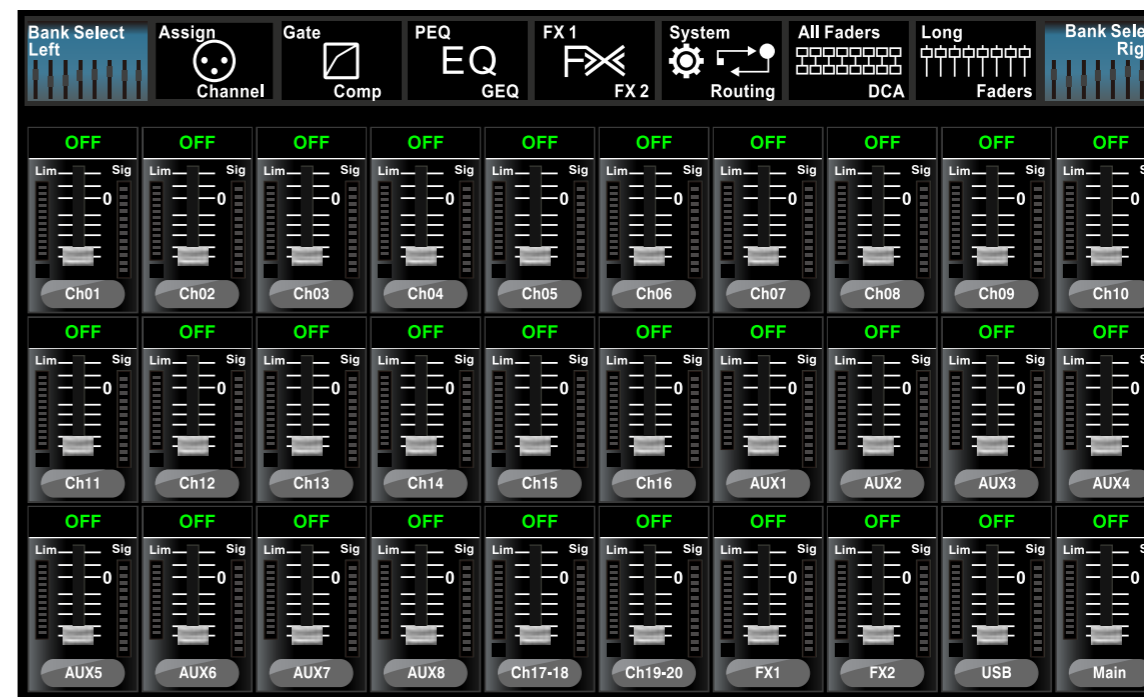 Bank Select
Left
Assign
Channel
Gate
Comp
PEQ
EQ
GEQ
FX 1
FX
FX 2
System
Routing
All Faders
DCA
Long
Faders
Bank Sele
Rig
OFF OFF OFF OFF OFF OFF OFF OFF OFF OFF
Lim Sig Lim Sig Lim Sig Lim Sig Lim Sig Lim Sig Lim Sig Lim Sig Lim Sig Lim S
0 0 0 0 0 0 0 0 0 0
Ch01 Ch02 Ch03 Ch04 Ch05 Ch06 Ch07 Ch08 Ch09 Ch10
OFF OFF OFF OFF OFF OFF OFF OFF OFF OFF
Lim Sig Lim Sig Lim Sig Lim Sig Lim Sig Lim Sig Lim Sig Lim Sig Lim Sig Lim S
0 0 0 0 0 0 0 0 0 0
Ch11 Ch12 Ch13 Ch14 Ch15 Ch16 AUX1 AUX2 AUX3 AUX4
OFF OFF OFF OFF OFF OFF OFF OFF OFF OFF
Lim Sig Lim Sig Lim Sig Lim Sig Lim Sig Lim Sig Lim Sig Lim Sig Lim Sig Lim S
0 0 0 0 0 0 0 0 0 0
AUX5 AUX6 AUX7 AUX8 Ch17-18 Ch19-20 FX1 FX2 USB Main